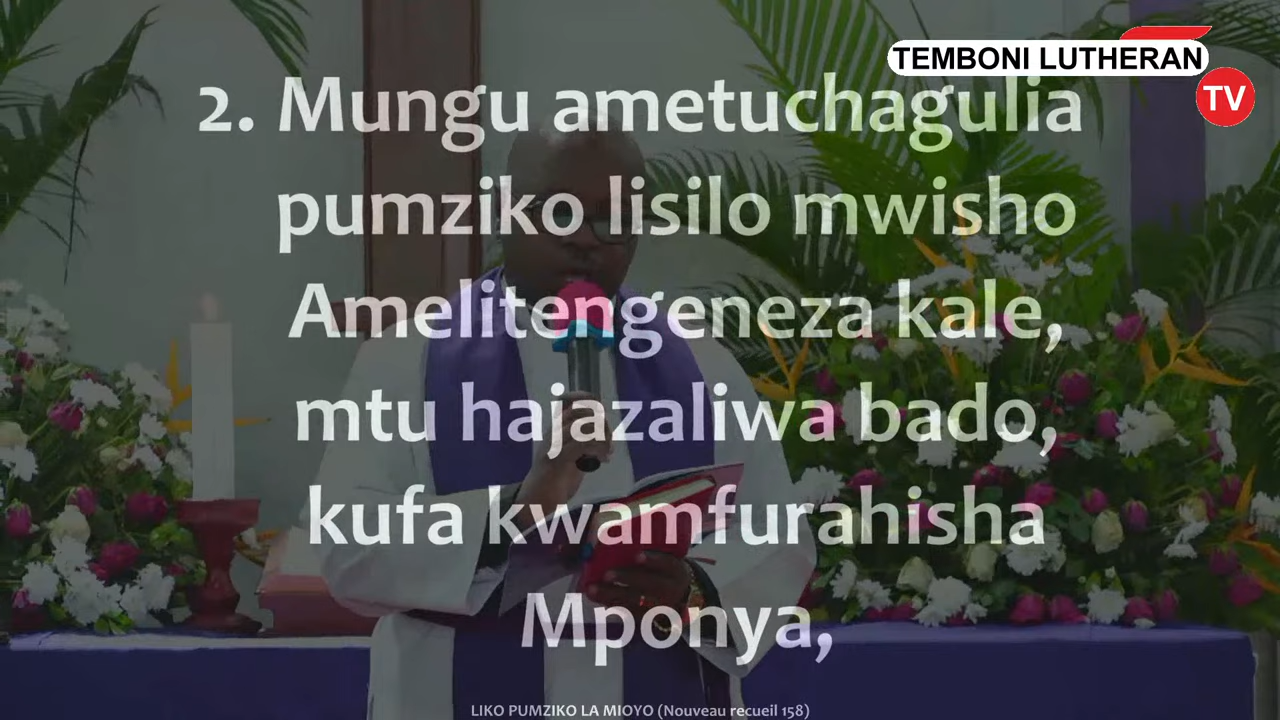 TEMBONI LUTHERAN
TV
2. Mungu ametuchagulia
pumziko lisilo mwisho
Amelitengeneza kale,
mtu hajazaliwa bado,
kufa kwamfurahisha
Mponya,
LIKO PUMZIKO LA MIOYO (Nouveau recueil 158)